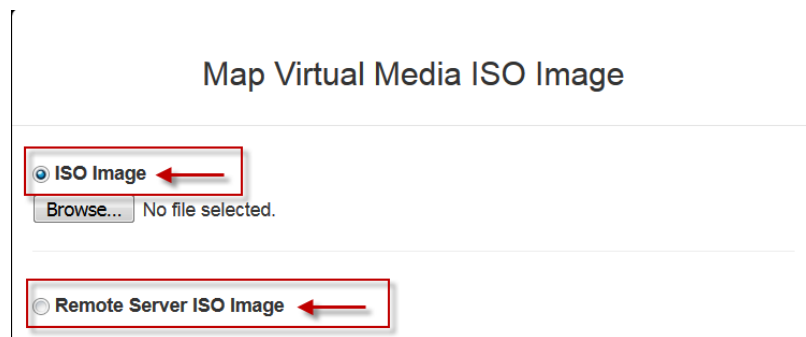 Map Virtual Media ISO Image
ISO Image
Browse... No file selected.
Remote Server ISO Image